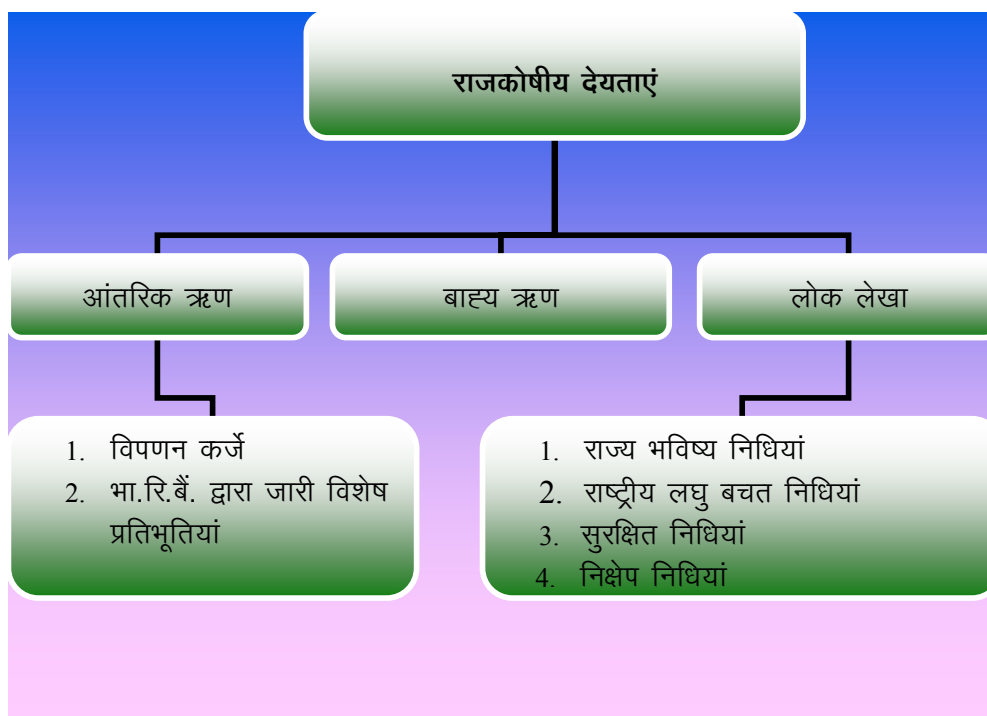 राजकोषीय देयताएं
आंतरिक ऋण
बाह्य ऋण
लोक लेखा
1. विपणन कर्जे
2. भा.रि.बैं. द्वारा जारी विशेष
प्रतिभूतियां
1. राज्य भविष्य निधियां
2. राष्ट्रीय लघु बचत निधियां
3. सुरक्षित निधियां
4. निक्षेप निधियां